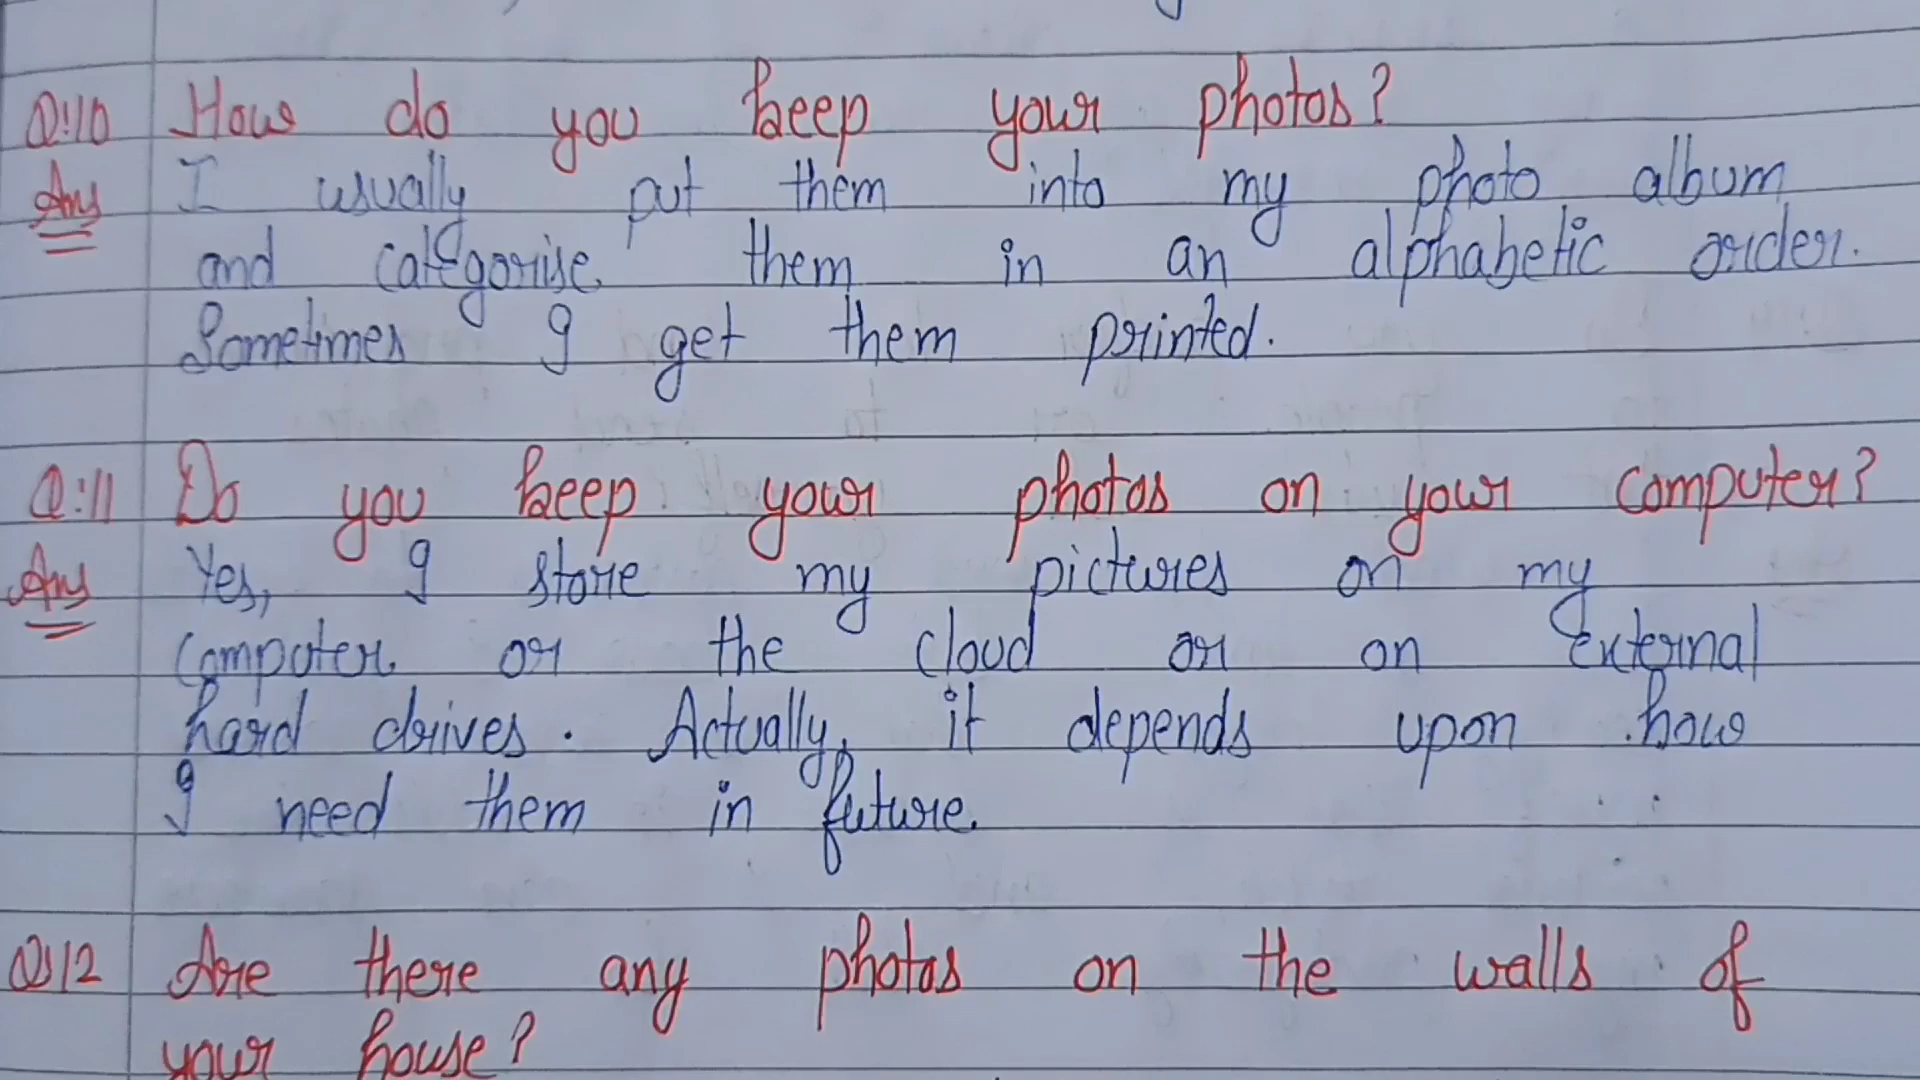 Q:10 How do you keep your photos?
Ans I usually put them into my photo album
and categorise them in an alphabetic order.
Sometimes I get them printed.
Q:11 Do you keep your photos on your computer?
Ans Yes, I store my pictures on my
computer or the cloud or on external
hard drives. Actually, it depends upon how
I need them in future.
Q:12 Are there any photos on the walls of
your house?